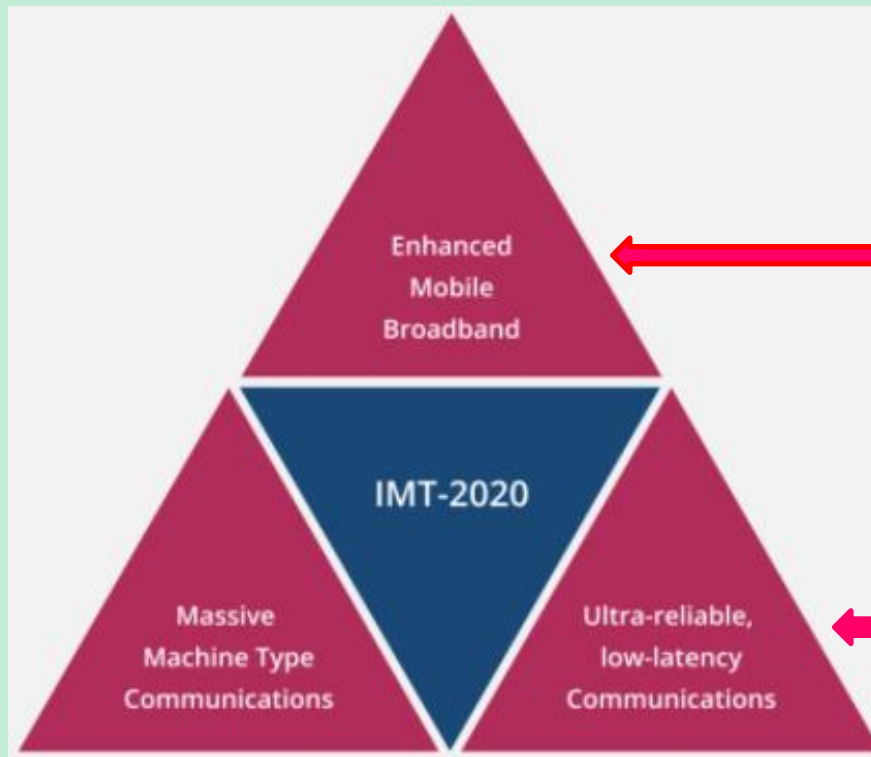 Enhanced
Mobile
Broadband
IMT-2020
Massive
Machine Type
Communications
Ultra-reliable,
low-latency
Communications